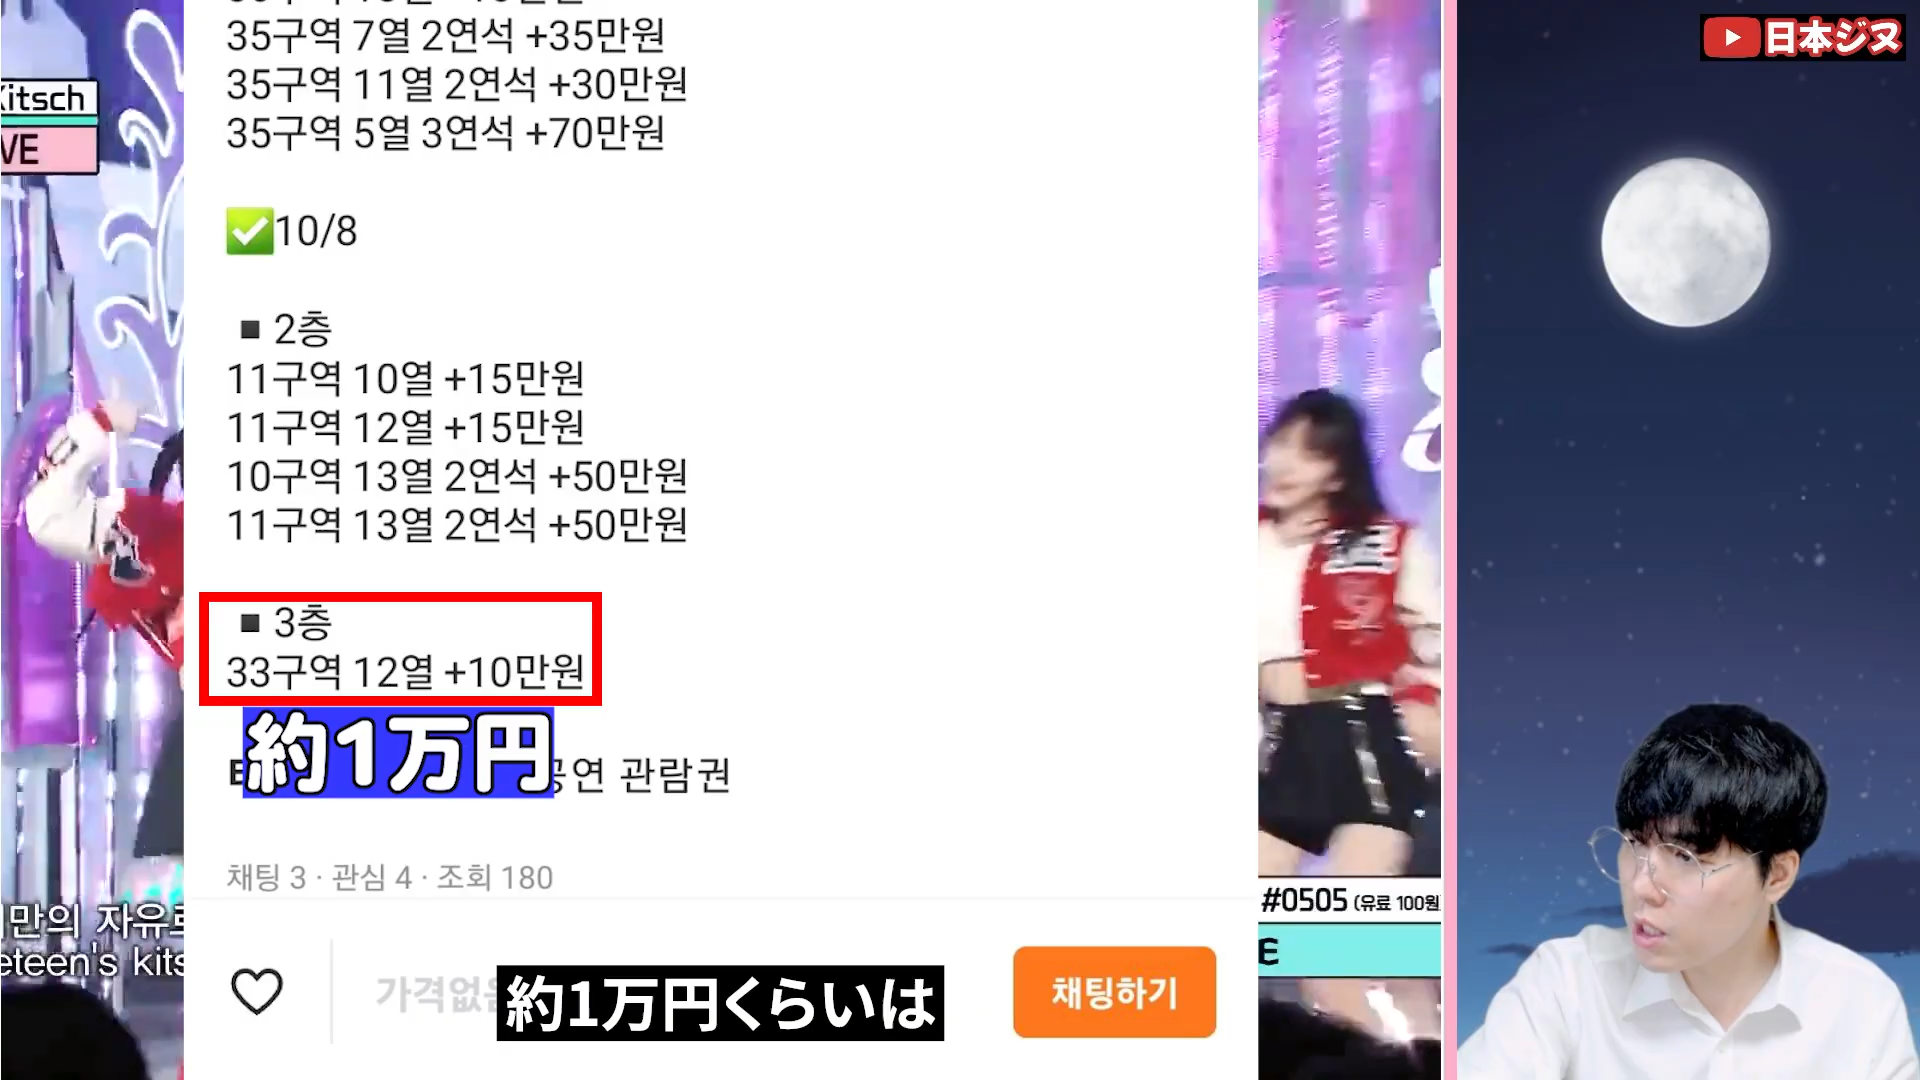 35구역 7열 2연석 +35만원
35구역 11열 2연석 +30만원
35구역 5열 3연석 +70만원
✅10/8
▪ 2층
11구역 10열 +15만원
11구역 12열 +15만원
10구역 13열 2연석 +50만원
11구역 13열 2연석 +50만원
▪ 3층
33구역 12열 +10만원
約1万円
공연 관람권
채팅 3 · 관심 4 · 조회 180
채팅하기
約1万円くらいは
Kitsch
VE
만의 자유로
eteen's kits
#0505 (유료 100원)
E
日本ジヌ